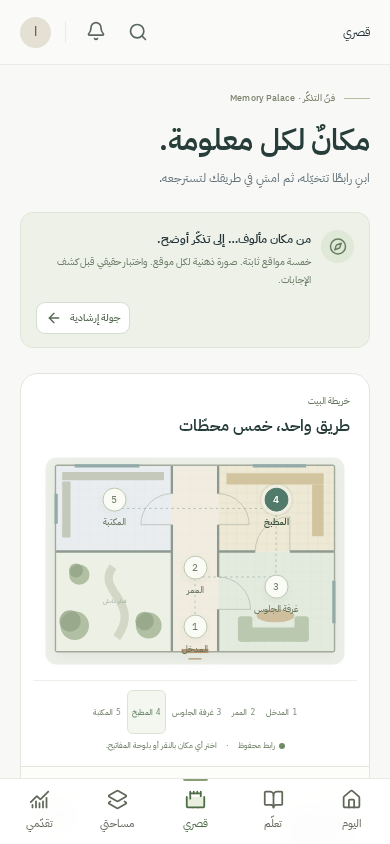 قصري
ا
فنّ التذكّر · Memory Palace
مكانٌ لكل معلومة.
ابنِ رابطًا تتخيّله، ثم امشِ في طريقك لتسترجعه.
من مكان مألوف... إلى تذكّر أوضح.
خمسة مواقع ثابتة. صورة ذهنية لكل موقع. واختبار حقيقي قبل كشف
الإجابات.
جولة إرشادية
خريطة البيت
طريق واحد، خمس محطّات
4
المطبخ
5
المكتبة
2
الممر
3
غرفة الجلوس
1
المدخل
1 المدخل
2 الممر
3 غرفة الجلوس
4 المطبخ
5 المكتبة
رابط محفوظ · اختر أي مكان بالنقر أو بلوحة المفاتيح.
اليوم
تعلّم
قصري
مساحتي
تقدّمي